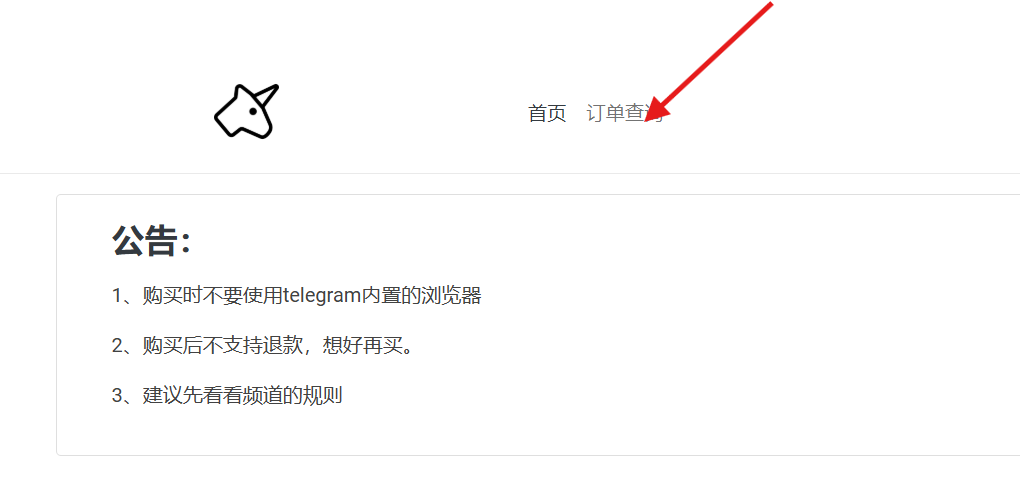 首页 订单查询
公告：
1、购买时不要使用telegram内置的浏览器
2、购买后不支持退款，想好再买。
3、建议先看看频道的规则